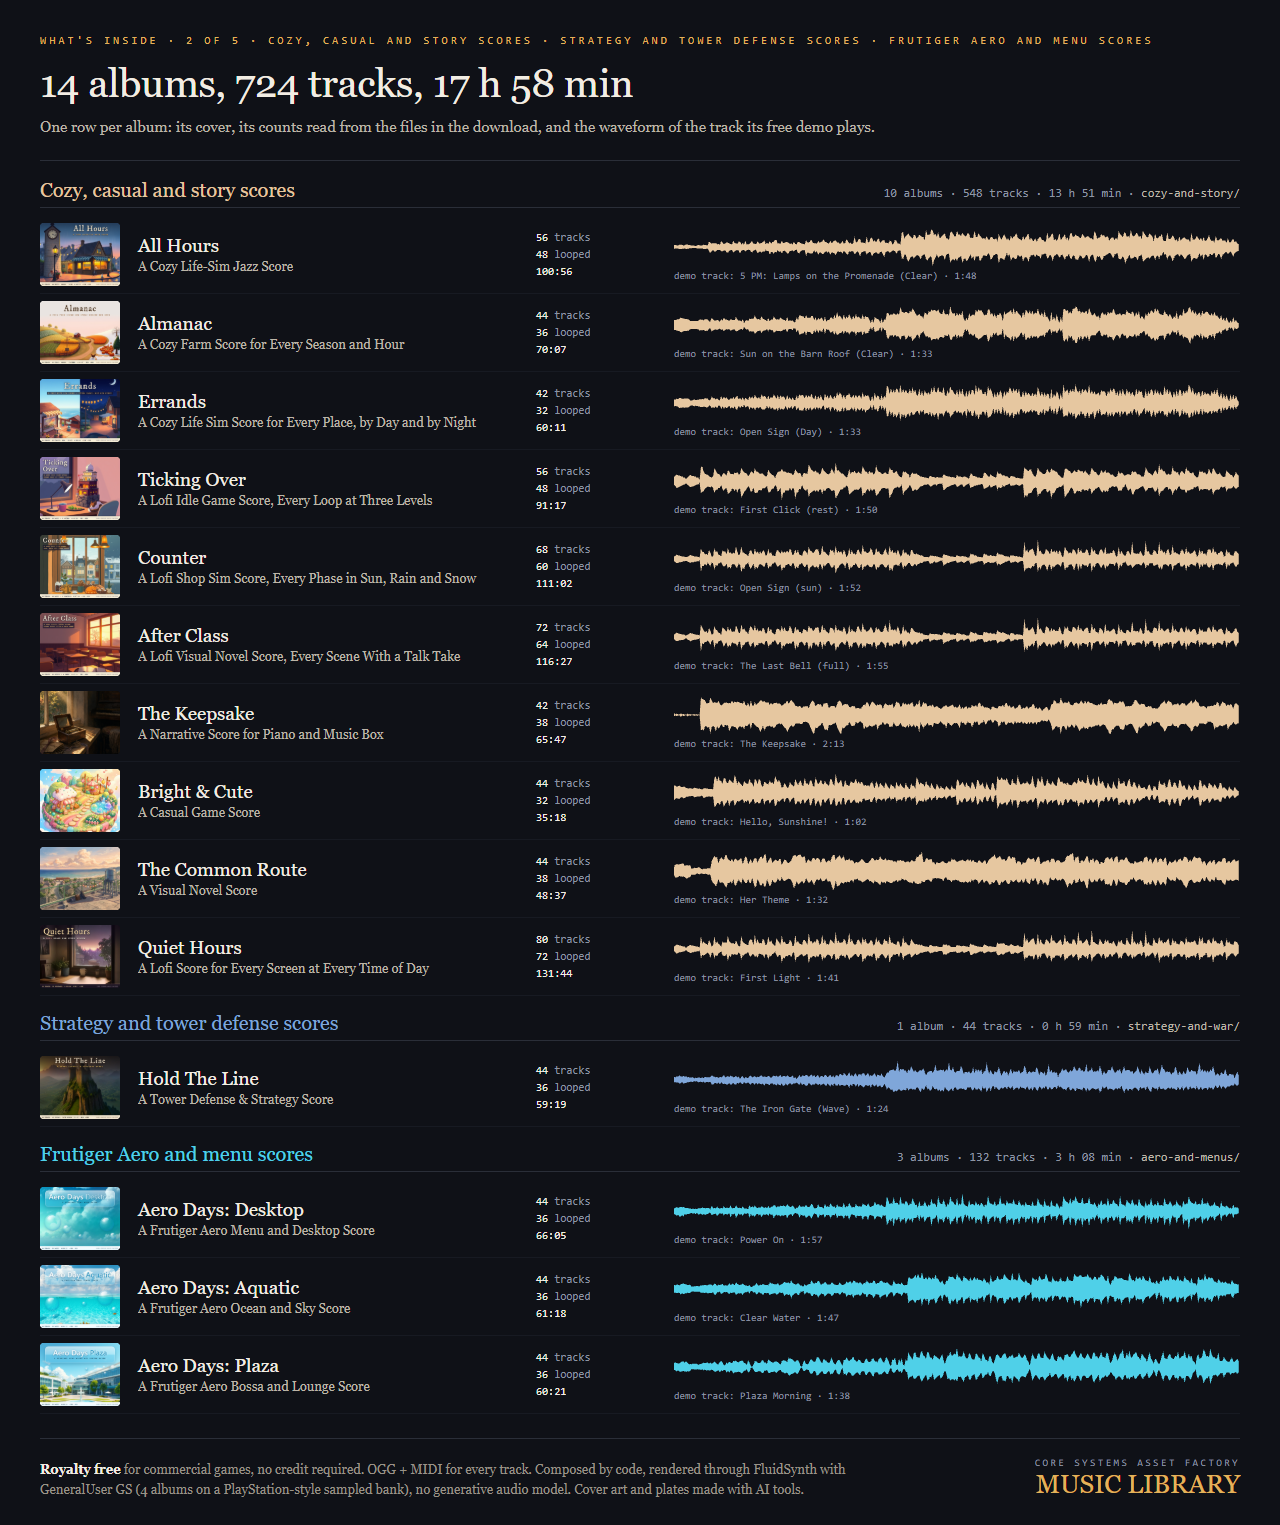 WHAT'S INSIDE · 2 OF 5 · COZY, CASUAL AND STORY SCORES · STRATEGY AND TOWER DEFENSE SCORES · FRUTIGER AERO AND MENU SCORES
14 albums, 724 tracks, 17 h 58 min
One row per album: its cover, its counts read from the files in the download, and the waveform of the track its free demo plays.
Cozy, casual and story scores
10 albums · 548 tracks · 13 h 51 min · cozy-and-story/
All Hours
All Hours
A Cozy Life-Sim Jazz Score
56 tracks
48 looped
100:56
demo track: 5 PM: Lamps on the Promenade (Clear) · 1:48
Almanac
Almanac
A Cozy Farm Score for Every Season and Hour
44 tracks
36 looped
70:07
demo track: Sun on the Barn Roof (Clear) · 1:33
Errands
Errands
A Cozy Life Sim Score for Every Place, by Day and by Night
42 tracks
32 looped
60:11
demo track: Open Sign (Day) · 1:33
Ticking
Over
Ticking Over
A Lofi Idle Game Score, Every Loop at Three Levels
56 tracks
48 looped
91:17
demo track: First Click (rest) · 1:50
Counter
A Lofi Shop Sim Score, Every Phase in Sun, Rain and Snow
68 tracks
60 looped
111:02
demo track: Open Sign (sun) · 1:52
After Class
After Class
A Lofi Visual Novel Score, Every Scene With a Talk Take
72 tracks
64 looped
116:27
demo track: The Last Bell (full) · 1:55
The Keepsake
A Narrative Score for Piano and Music Box
42 tracks
38 looped
65:47
demo track: The Keepsake · 2:13
Bright & Cute
A Casual Game Score
44 tracks
32 looped
35:18
demo track: Hello, Sunshine! · 1:02
The Common Route
A Visual Novel Score
44 tracks
38 looped
48:37
demo track: Her Theme · 1:32
Quiet Hours
Quiet Hours
A Lofi Score for Every Screen at Every Time of Day
80 tracks
72 looped
131:44
demo track: First Light · 1:41
Strategy and tower defense scores
1 album · 44 tracks · 0 h 59 min · strategy-and-war/
Hold The Line
Hold The Line
A Tower Defense & Strategy Score
44 tracks
36 looped
59:19
demo track: The Iron Gate (Wave) · 1:24
Frutiger Aero and menu scores
3 albums · 132 tracks · 3 h 08 min · aero-and-menus/
Aero Days Desktop
Aero Days: Desktop
A Frutiger Aero Menu and Desktop Score
44 tracks
36 looped
66:05
demo track: Power On · 1:57
Aero Days Aquatic
Aero Days: Aquatic
A Frutiger Aero Ocean and Sky Score
44 tracks
36 looped
61:18
demo track: Clear Water · 1:47
Aero Days Plaza
Aero Days: Plaza
A Frutiger Aero Bossa and Lounge Score
44 tracks
36 looped
60:21
demo track: Plaza Morning · 1:38
Royalty free for commercial games, no credit required. OGG + MIDI for every track. Composed by code, rendered through FluidSynth with
GeneralUser GS (4 albums on a PlayStation-style sampled bank), no generative audio model. Cover art and plates made with AI tools.
CORE SYSTEMS ASSET FACTORY
MUSIC LIBRARY